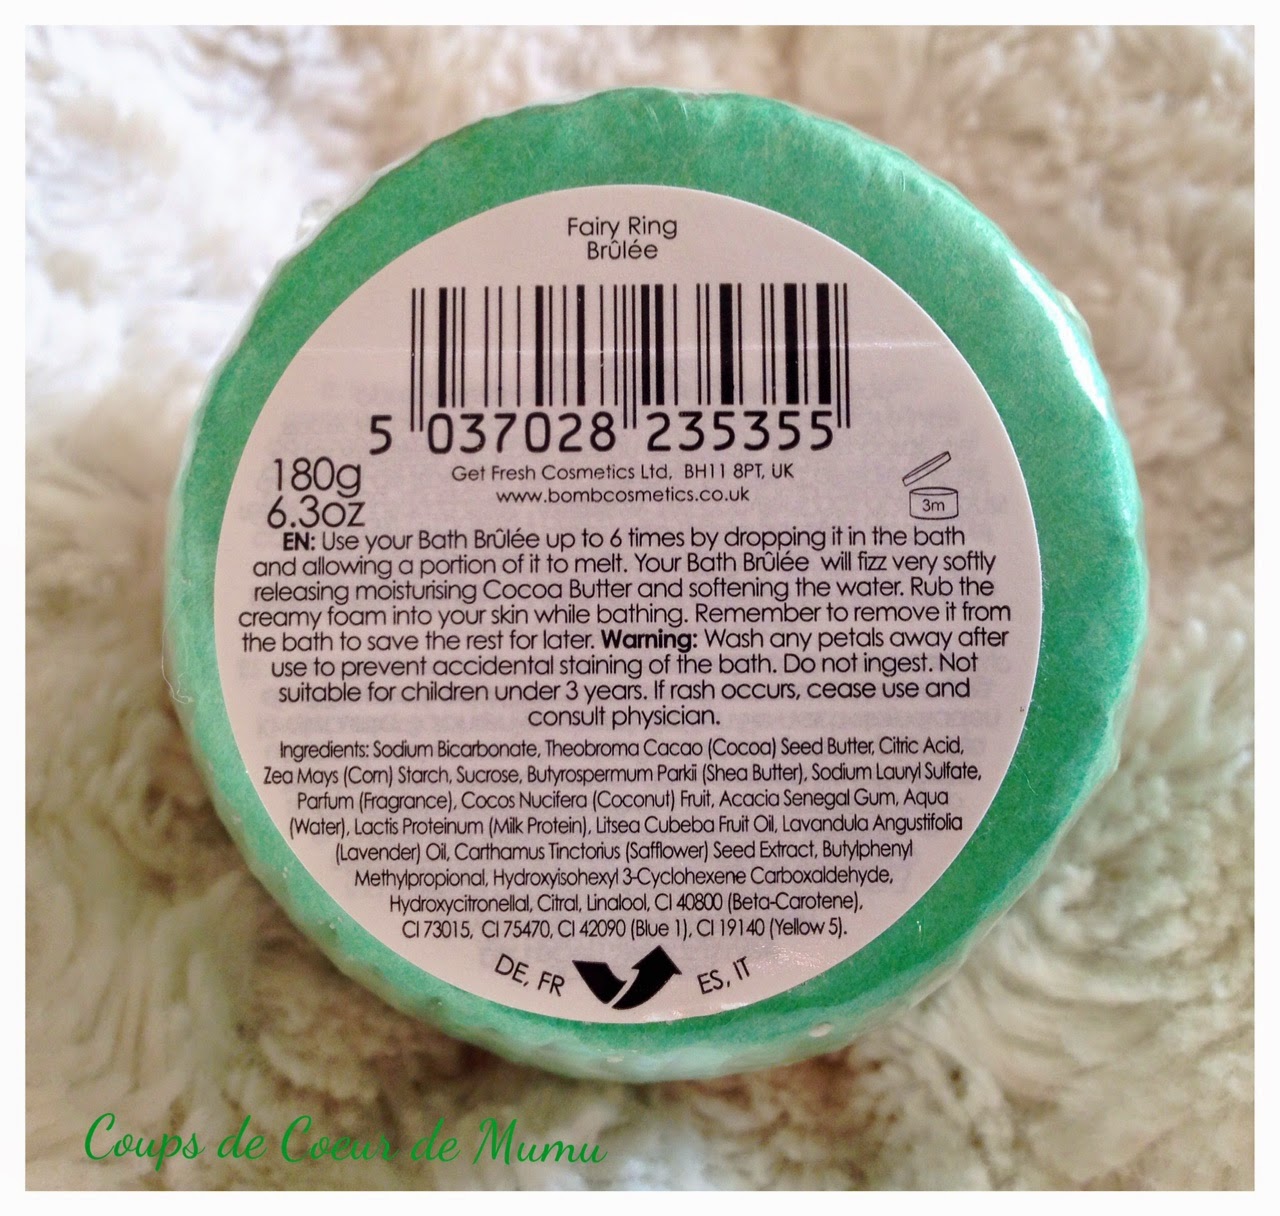 Fairy Ring
Brûlée
5 037028 235355
Get Fresh Cosmetics Ltd, BH11 8PT, UK
www.bombcosmetics.co.uk
180g
6.3oz
3m
EN: Use your Bath Brûlée up to 6 times by dropping it in the bath
and allowing a portion of it to melt. Your Bath Brûlée will fizz very softly
releasing moisturising Cocoa Butter and softening the water. Rub the
creamy foam into your skin while bathing. Remember to remove it from
the bath to save the rest for later. Warning: Wash any petals away after
use to prevent accidental staining of the bath. Do not ingest. Not
suitable for children under 3 years. If rash occurs, cease use and
consult physician.
Ingredients: Sodium Bicarbonate, Theobroma Cacao (Cocoa) Seed Butter, Citric Acid,
Zea Mays (Corn) Starch, Sucrose, Butyrospermum Parkii (Shea Butter), Sodium Lauryl Sulfate,
Parfum (Fragrance), Cocos Nucifera (Coconut) Fruit, Acacia Senegal Gum, Aqua
(Water), Lactis Proteinum (Milk Protein), Litsea Cubeba Fruit Oil, Lavandula Angustifolia
(Lavender) Oil, Carthamus Tinctorius (Safflower) Seed Extract, Butylphenyl
Methylpropional, Hydroxyisohexyl 3-Cyclohexene Carboxaldehyde,
Hydroxycitronellal, Citral, Linalool, CI 40800 (Beta-Carotene),
CI 73015, CI 75470, CI 42090 (Blue 1), CI 19140 (Yellow 5).
DE, FR ES, IT
Coups de Coeur de Mumu